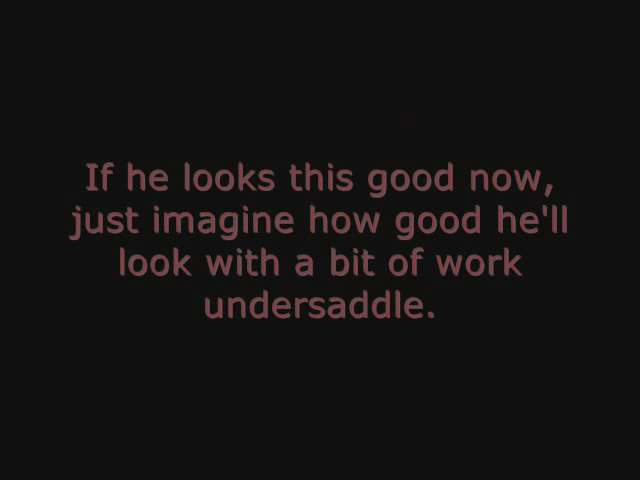 If he looks this good now,
just imagine how good he'll
look with a bit of work
undersaddle.